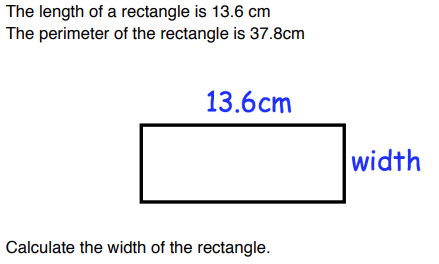 The length of a rectangle is 13.6 cm
The perimeter of the rectangle is 37.8cm
13.6cm
width
Calculate the width of the rectangle.